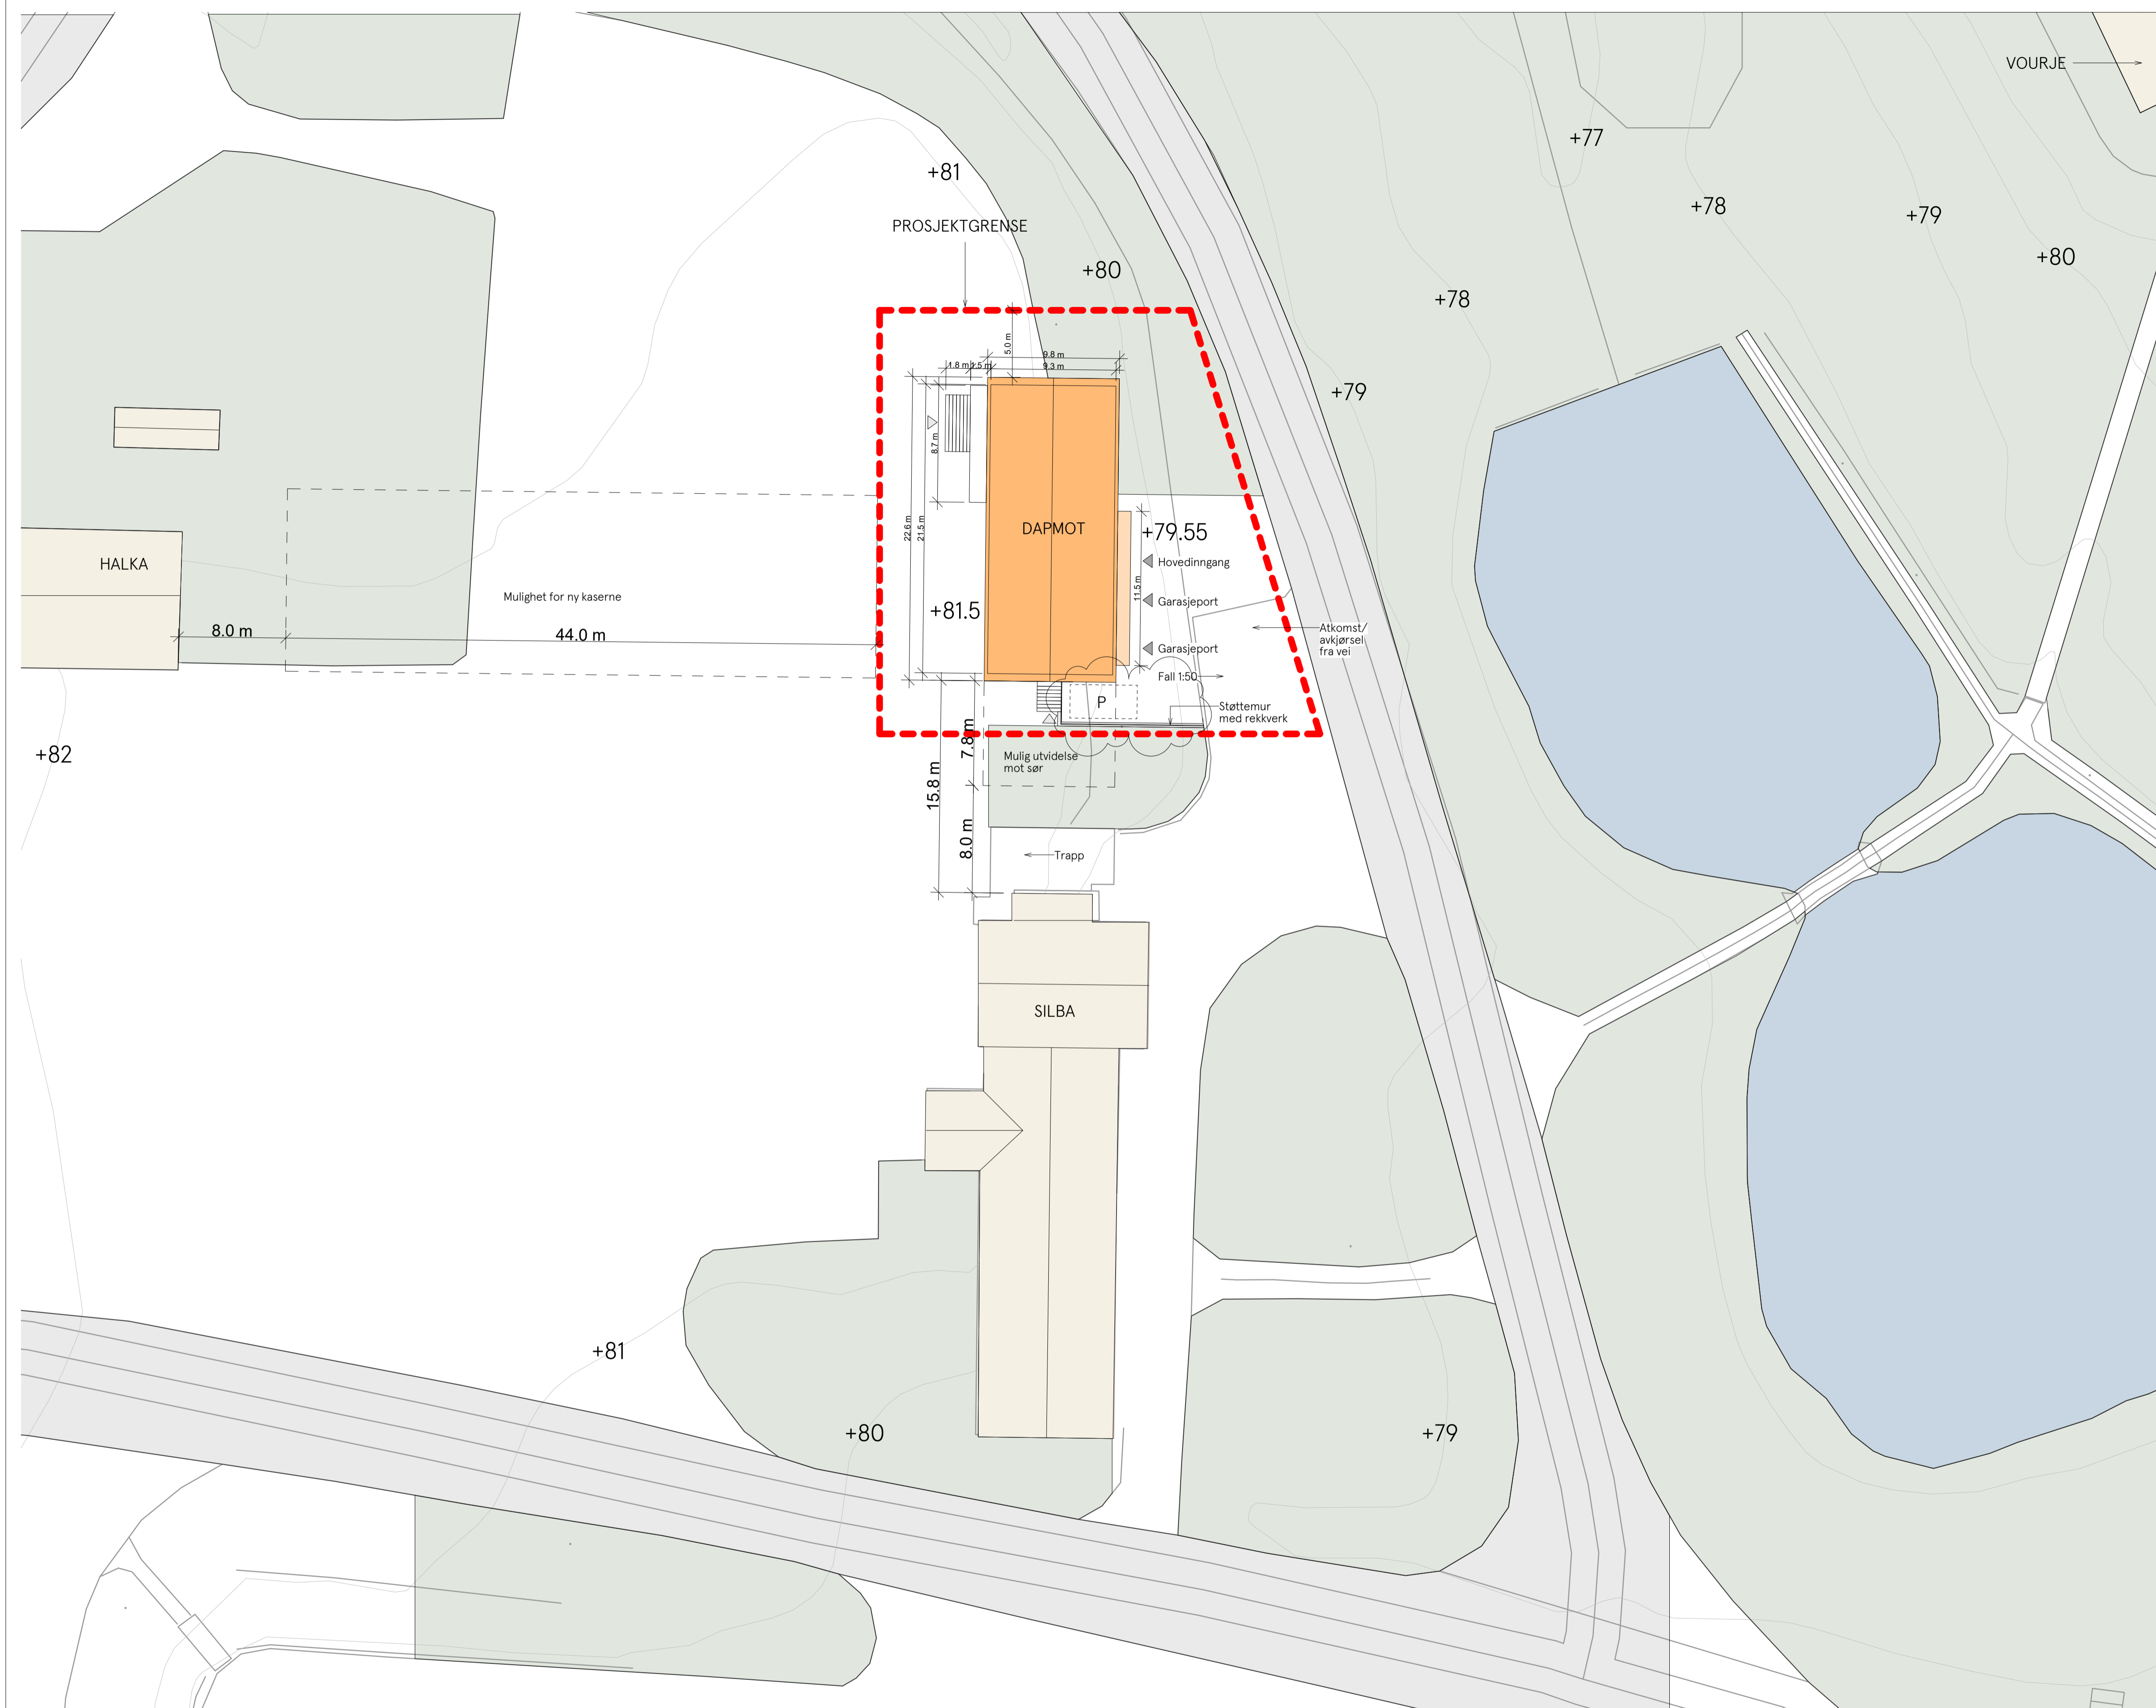 VOURJE
+77
+81
+78
+79
PROSJEKTGRENSE
+80
+80
+78
5.0 m
9.8 m
1.8 m
1.5 m
9.3 m
+79
8.7 m
22.6 m
21.5 m
DAPMOT
+79.55
Hovedinngang
HALKA
11.5 m
Mulighet for ny kaserne
Garasjeport
+81.5
8.0 m
44.0 m
Atkomst/
avkjørsel
fra vei
Garasjeport
Fall 1:50
P
Støttemur
med rekkverk
+82
7.8 m
Mulig utvidelse
mot sør
15.8 m
8.0 m
Trapp
SILBA
+81
+80
+79